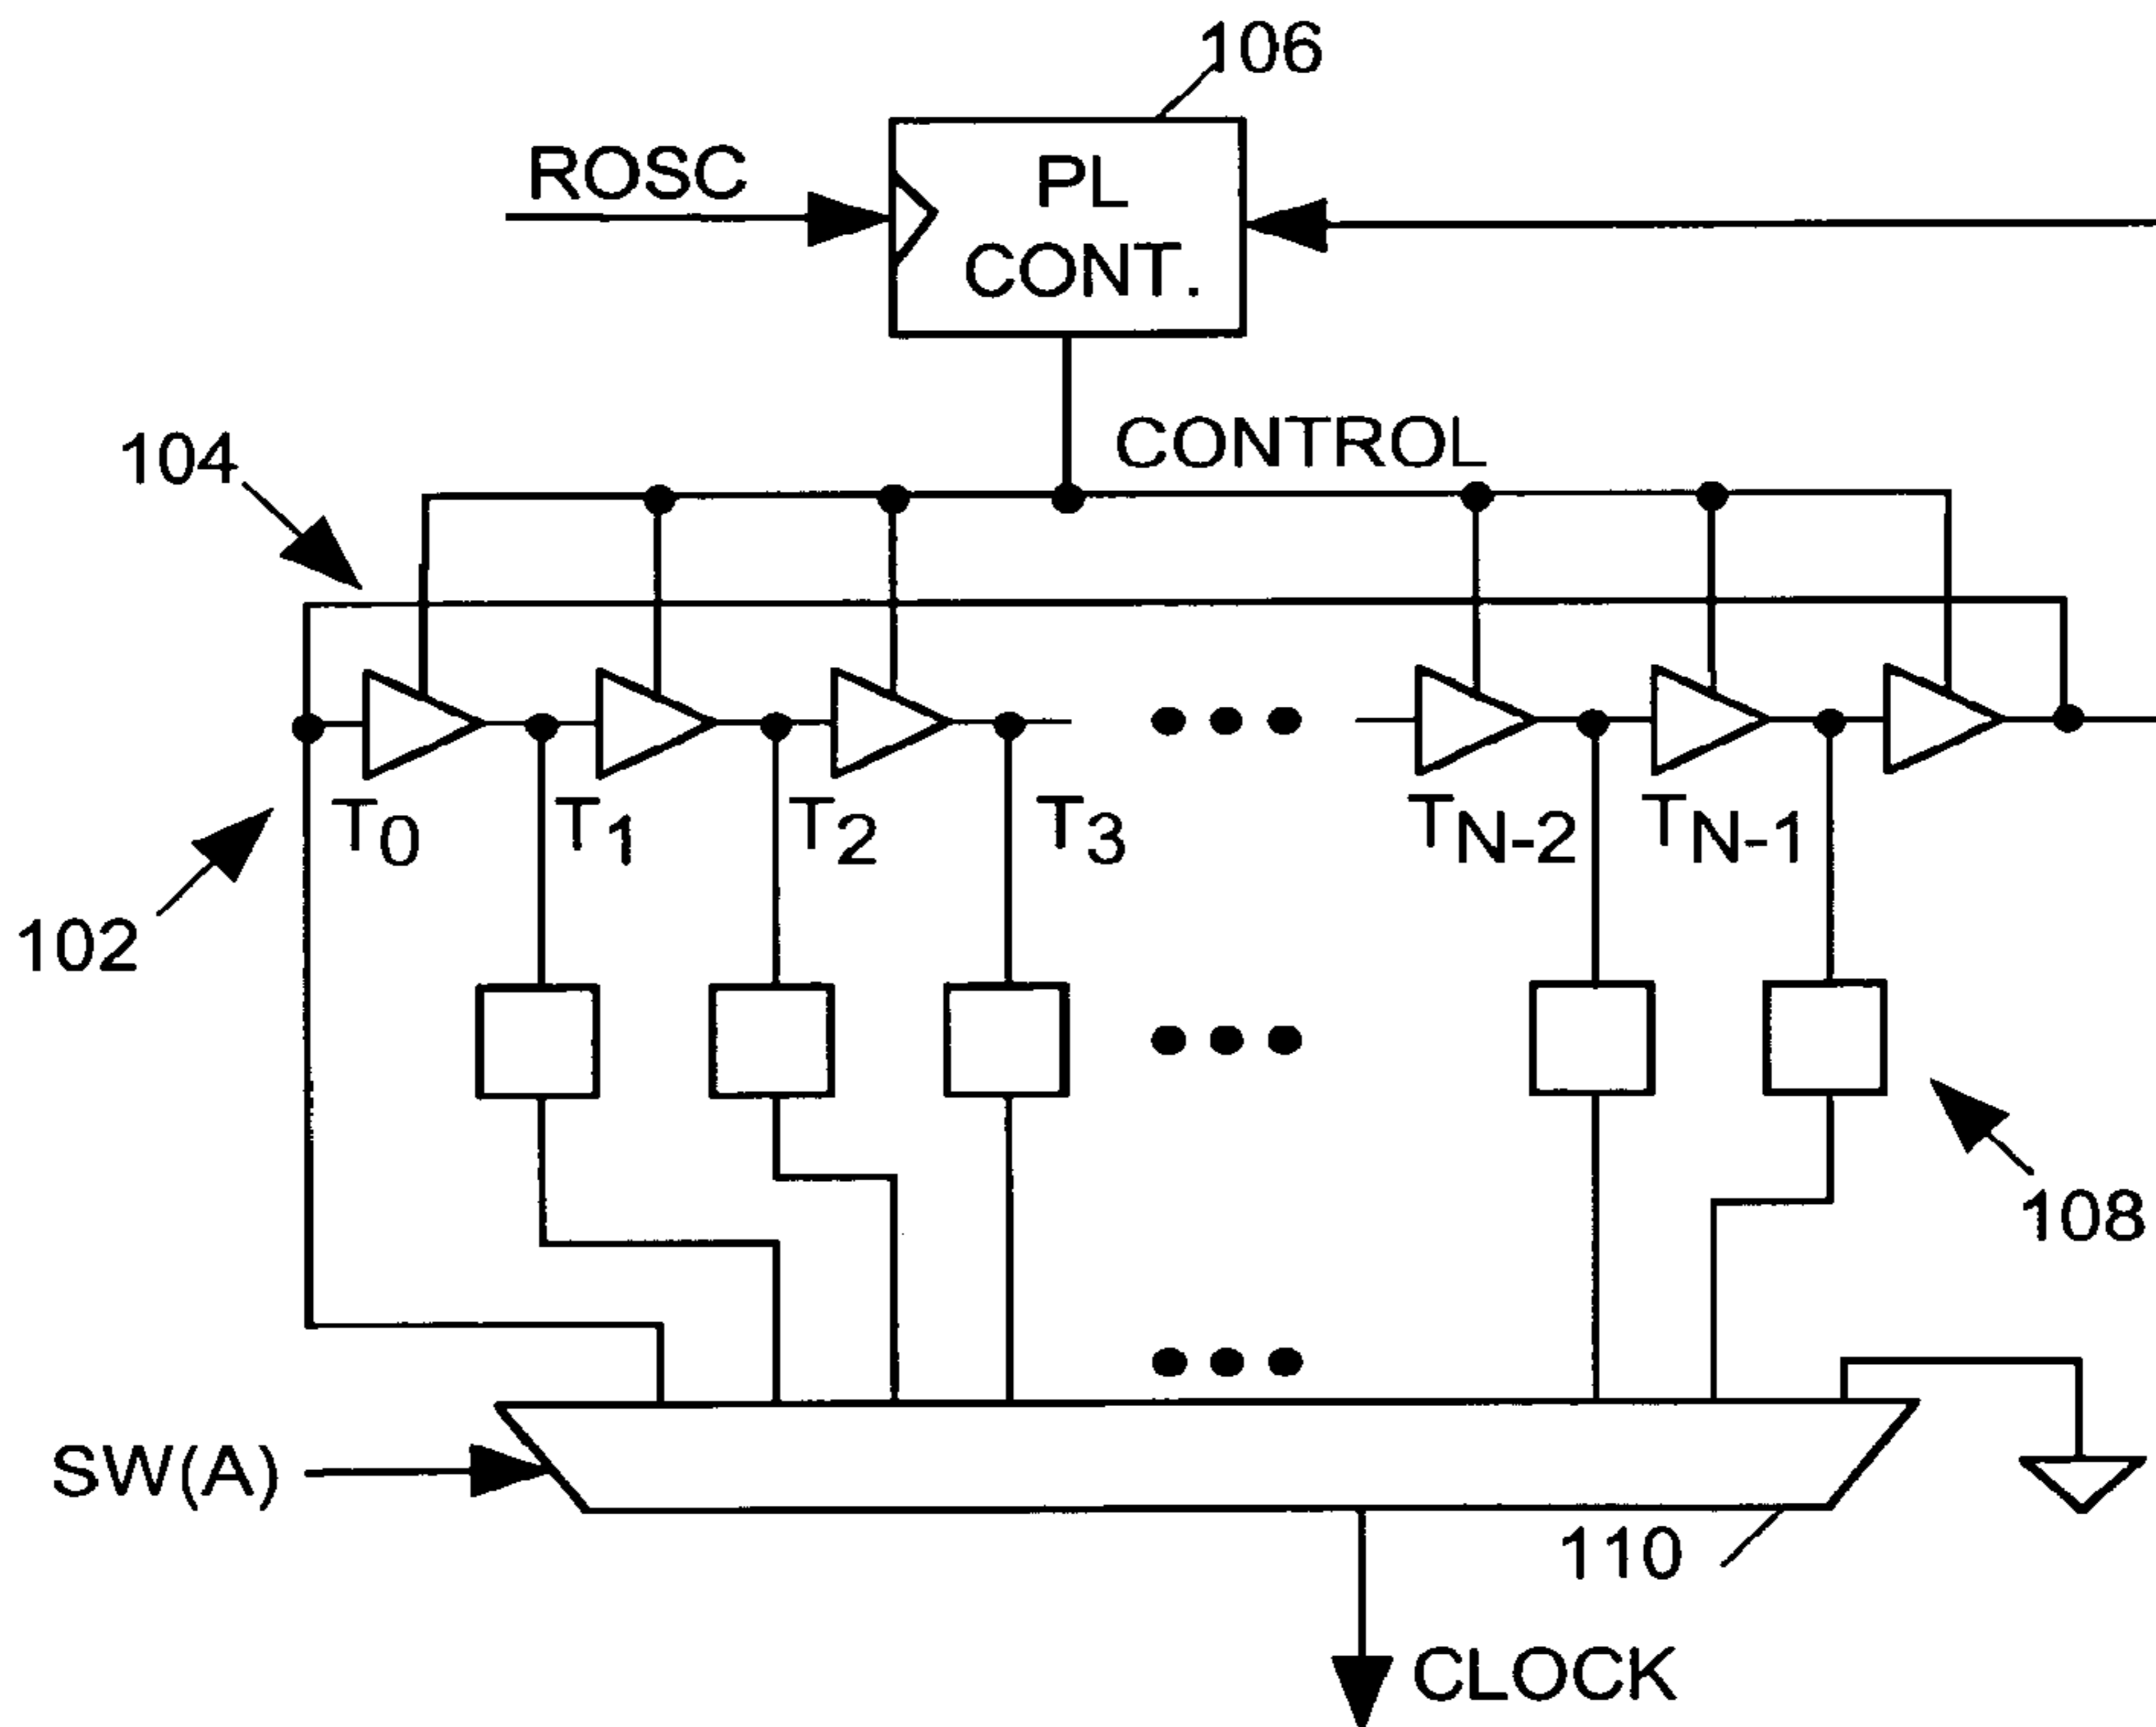 106
ROSC
PL
CONT.
CONTROL
104
T0 T1 T2 T3 TN-2 TN-1
102
108
SW(A)
110
CLOCK